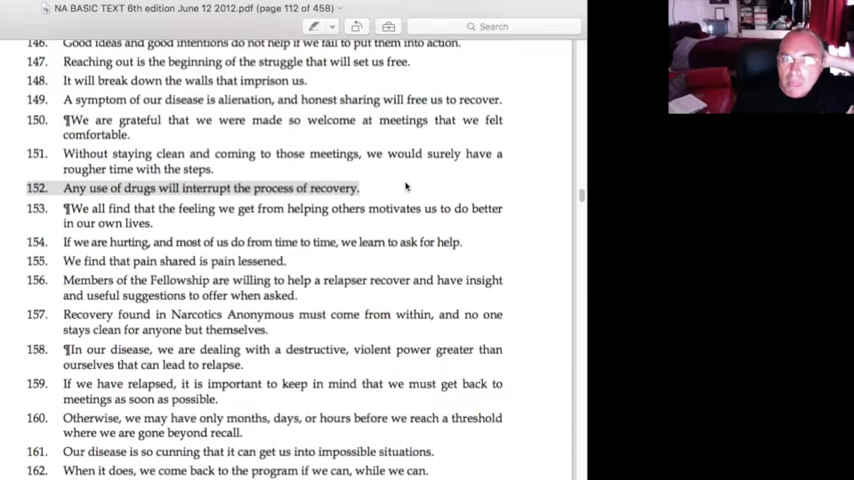 NA BASIC TEXT 6th edition June 12 2012.pdf (page 112 of 458)
Search
146. Good ideas and good intentions do not help if we fail to put them into action.
147. Reaching out is the beginning of the struggle that will set us free.
148. It will break down the walls that imprison us.
149. A symptom of our disease is alienation, and honest sharing will free us to recover.
150. ¶We are grateful that we were made so welcome at meetings that we felt
comfortable.
151. Without staying clean and coming to those meetings, we would surely have a
rougher time with the steps.
152. Any use of drugs will interrupt the process of recovery.
153. ¶We all find that the feeling we get from helping others motivates us to do better
in our own lives.
154. If we are hurting, and most of us do from time to time, we learn to ask for help.
155. We find that pain shared is pain lessened.
156. Members of the Fellowship are willing to help a relapser recover and have insight
and useful suggestions to offer when asked.
157. Recovery found in Narcotics Anonymous must come from within, and no one
stays clean for anyone but themselves.
158. ¶In our disease, we are dealing with a destructive, violent power greater than
ourselves that can lead to relapse.
159. If we have relapsed, it is important to keep in mind that we must get back to
meetings as soon as possible.
160. Otherwise, we may have only months, days, or hours before we reach a threshold
where we are gone beyond recall.
161. Our disease is so cunning that it can get us into impossible situations.
162. When it does, we come back to the program if we can, while we can.